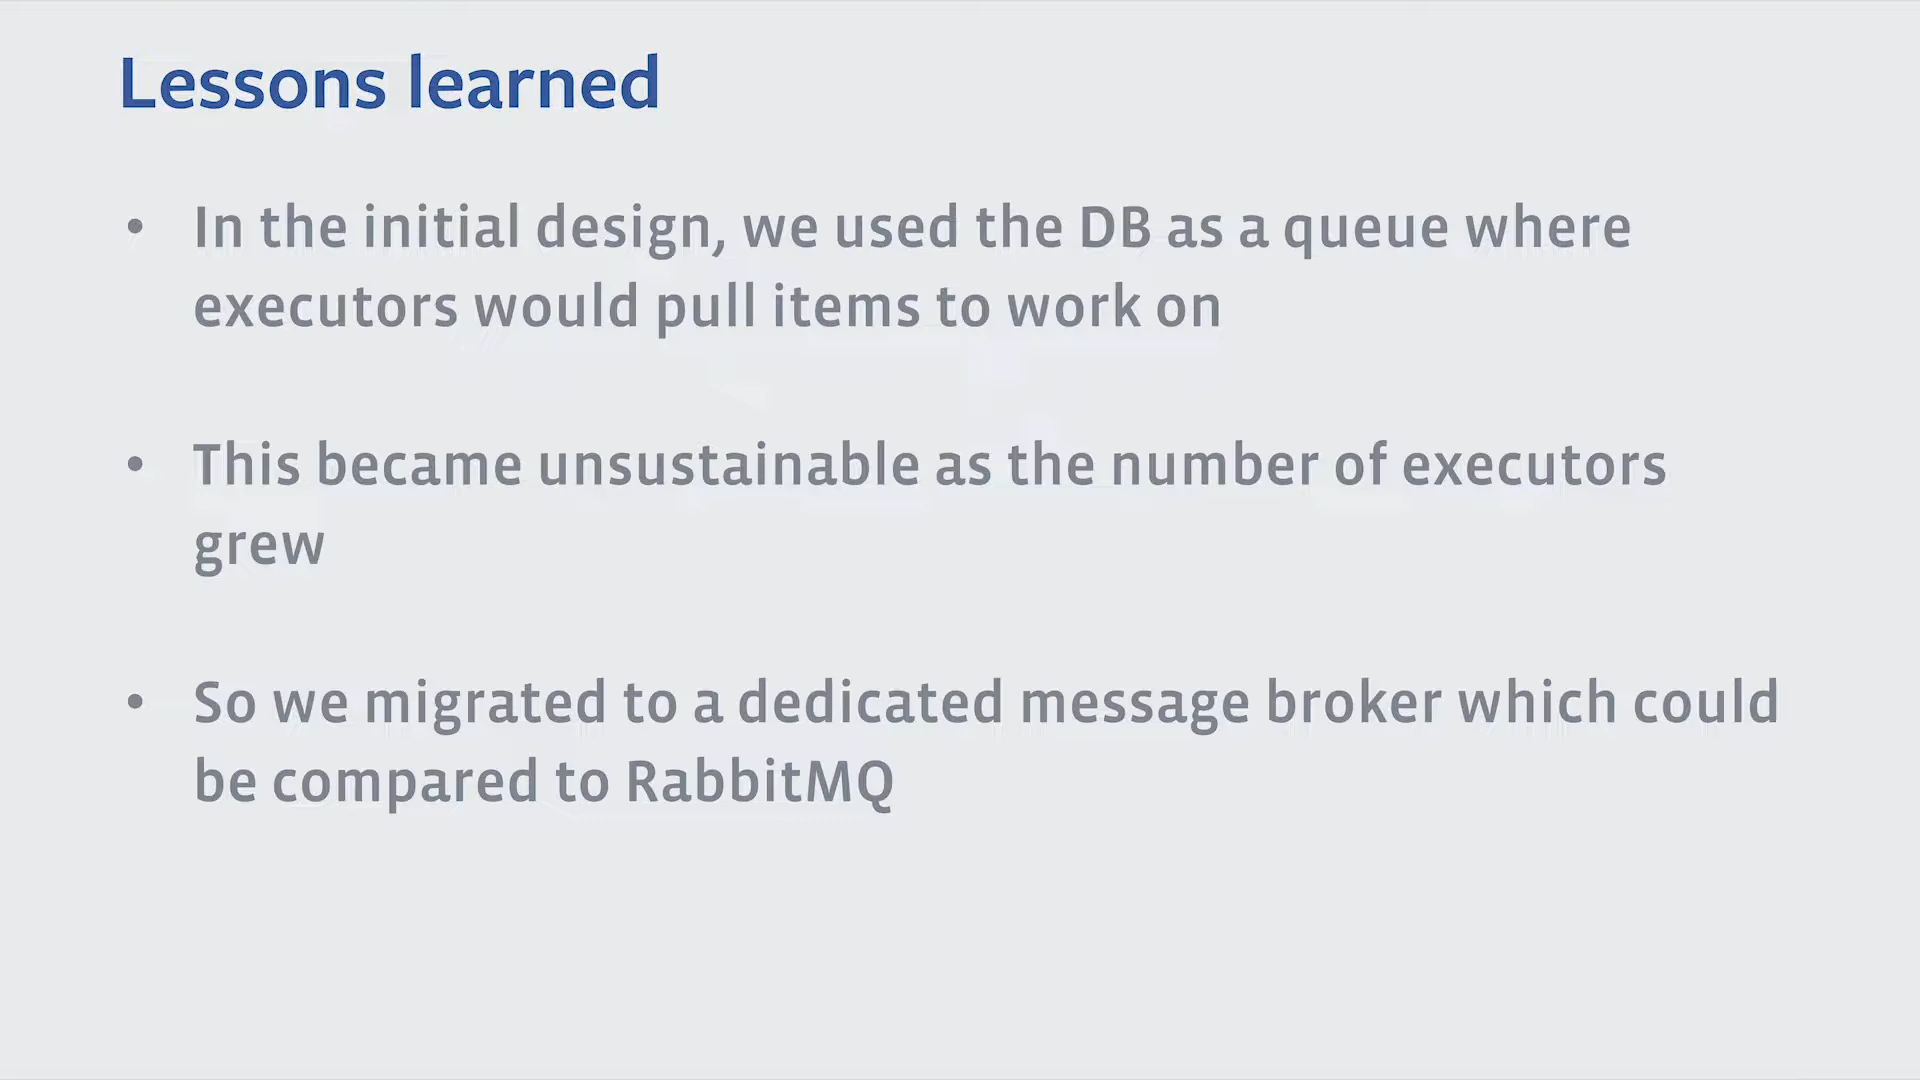 Lessons learned
• In the initial design, we used the DB as a queue where
executors would pull items to work on
• This became unsustainable as the number of executors
grew
• So we migrated to a dedicated message broker which could
be compared to RabbitMQ